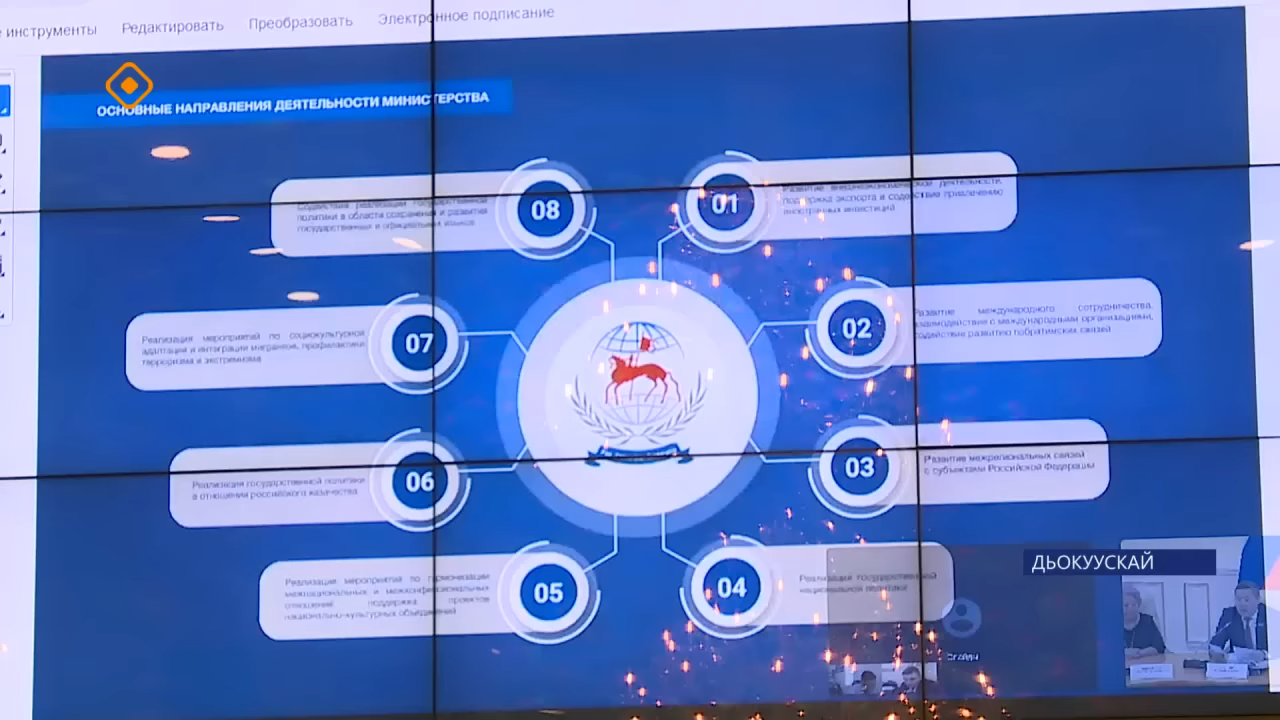 инструменты Редактировать Преобразовать Электронное подписание
ОСНОВНЫЕ НАПРАВЛЕНИЯ ДЕЯТЕЛЬНОСТИ МИНИСТЕРСТВА
08
Содействие реализации государственной
политики в области сохранения и развития
государственных и официальных языков
01
Развитие внешнеэкономической деятельности,
поддержка экспорта и содействие привлечению
иностранных инвестиций
07
Реализация мероприятий по социокультурной
адаптации и интеграции мигрантов, профилактики
терроризма и экстремизма
02
Развитие международного сотрудничества,
взаимодействие с международными организациями,
содействие развитию побратимских связей
06
Реализация государственной политики
в отношении российского казачества
03
Развитие межрегиональных связей
с субъектами Российской Федерации
05
Реализация мероприятий по гармонизации
межнациональных и межконфессиональных
отношений поддержка проектов
национально-культурных объединений
04
Реализация государственной
национальной политики
ДЬОКУУСКАЙ